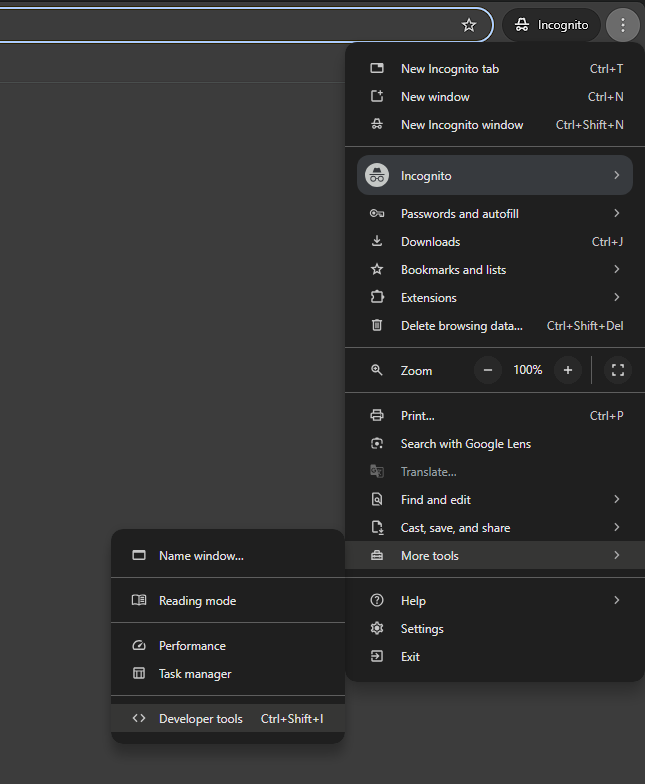 Incognito
New Incognito tab Ctrl+T
New window Ctrl+N
New Incognito window Ctrl+Shift+N
Incognito
Passwords and autofill
Downloads Ctrl+J
Bookmarks and lists
Extensions
Delete browsing data... Ctrl+Shift+Del
Zoom 100%
Print... Ctrl+P
Search with Google Lens
Translate...
Find and edit
Cast, save, and share
More tools
Help
Settings
Exit
Name window...
Reading mode
Performance
Task manager
Developer tools Ctrl+Shift+I